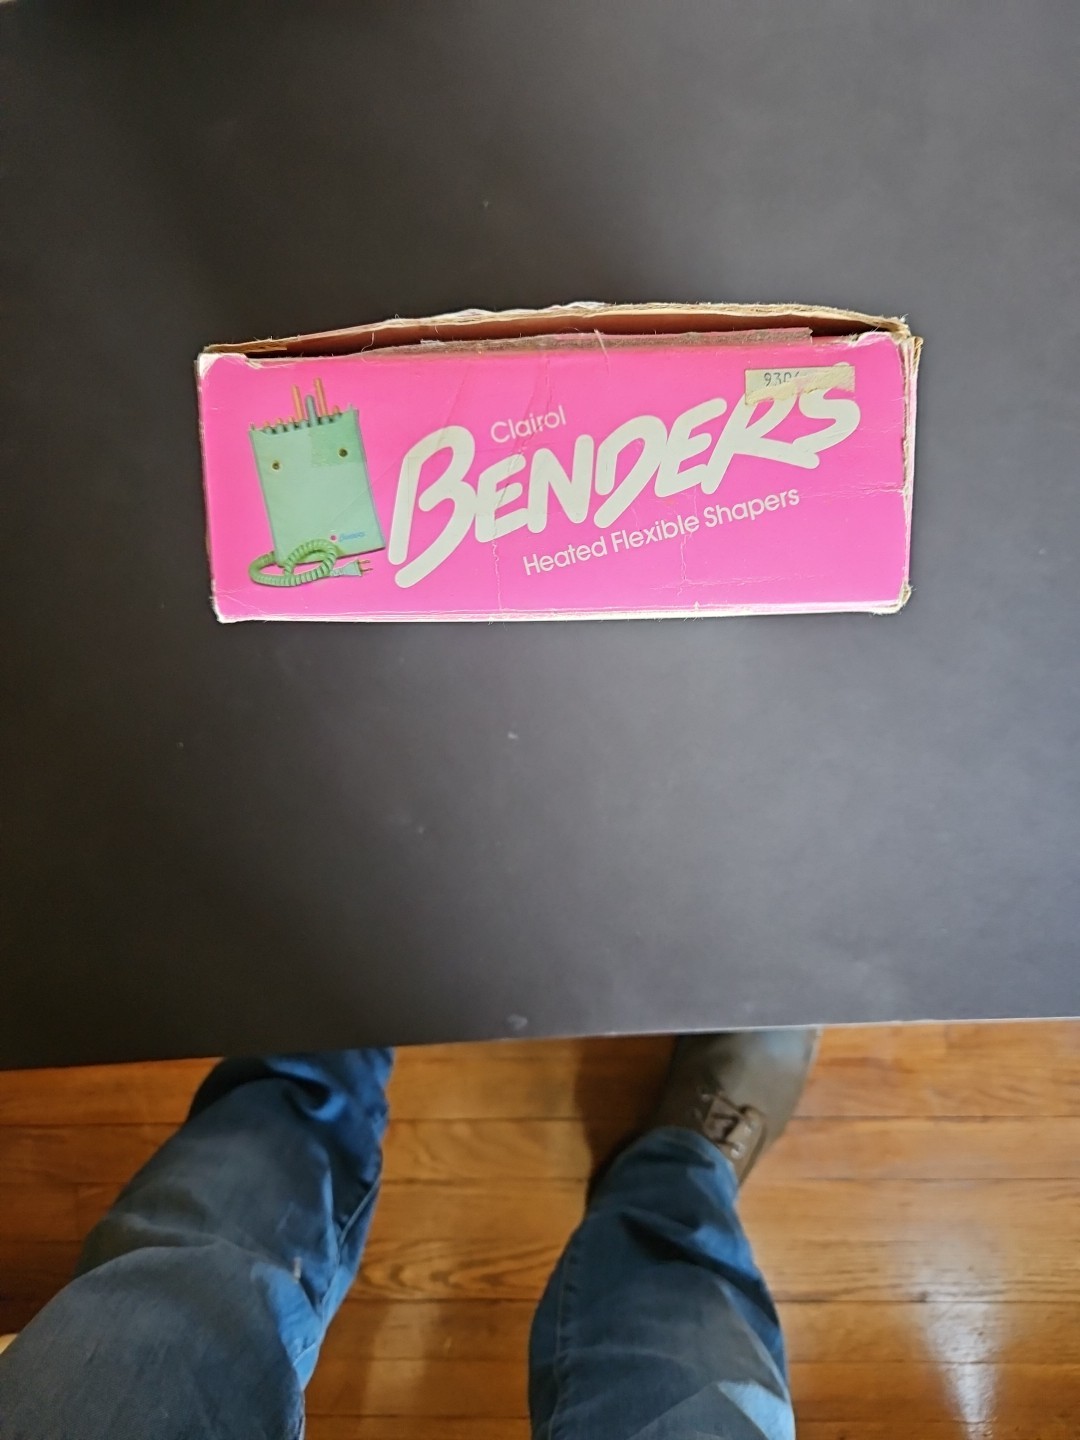 Clairol
BENDERS
Heated Flexible Shapers